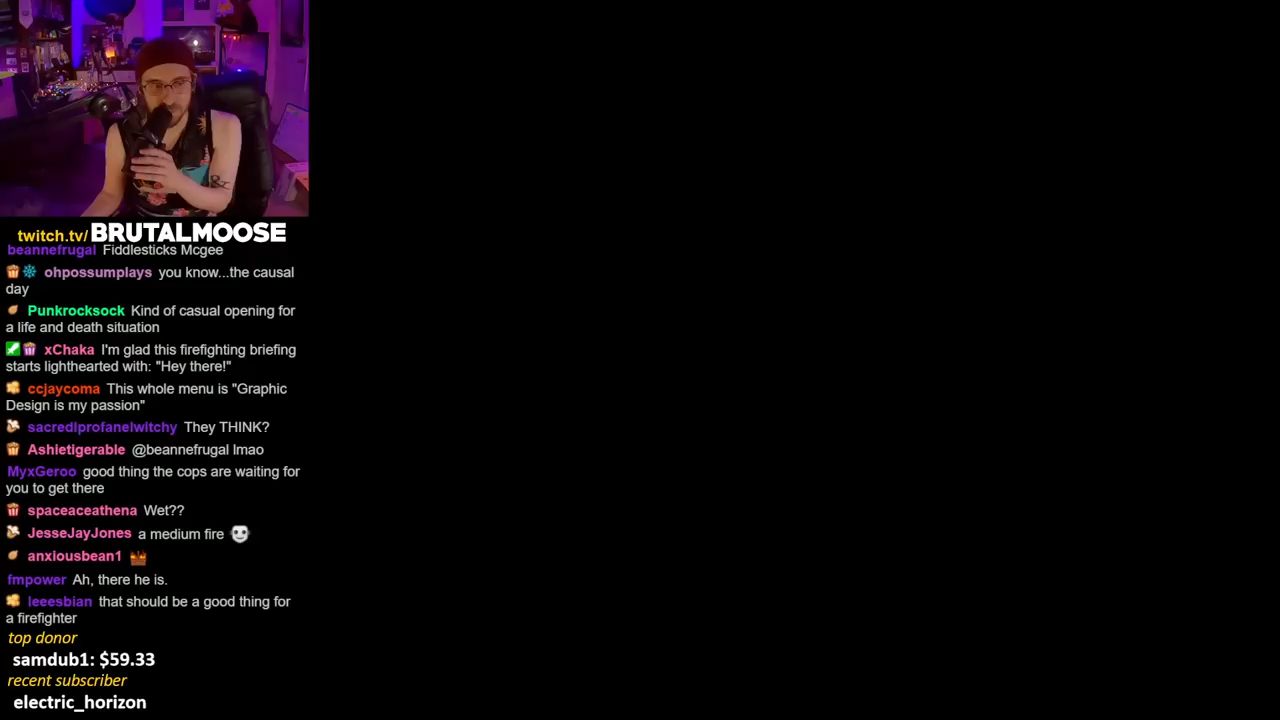 twitch.tv/BRUTALMOOSE
beannefrugal Fiddlesticks Mcgee
ohpossumplays you know...the causal
day
Punkrocksock Kind of casual opening for
a life and death situation
xChaka I'm glad this firefighting briefing
starts lighthearted with: "Hey there!"
ccjaycoma This whole menu is "Graphic
Design is my passion"
sacredlprofanelwitchy They THINK?
Ashietigerable @beannefrugal lmao
MyxGeroo good thing the cops are waiting for
you to get there
spaceaceathena Wet??
JesseJayJones a medium fire
anxiousbean1
fmpower Ah, there he is.
leeesbian that should be a good thing for
a firefighter
top donor
samdub1: $59.33
recent subscriber
electric_horizon